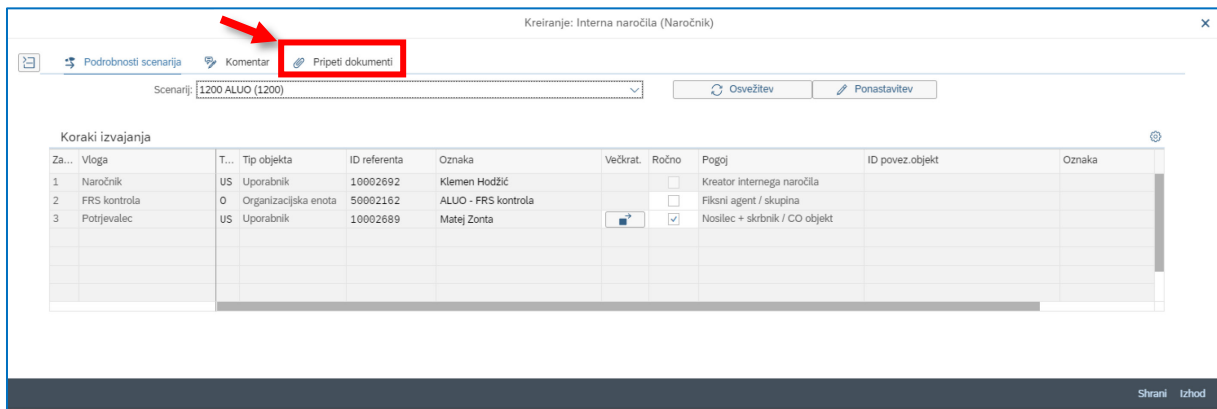 Kreiranje: Interna naročila (Naročnik)
Podrobnosti scenarija Komentar Pripeti dokumenti
Scenarij: 1200 ALUO (1200) Osvežitev Ponastavitev
Koraki izvajanja
Za... Vloga T... Tip objekta ID referenta Oznaka Večkrat. Ročno Pogoj ID povez.objekt Oznaka
1 Naročnik US Uporabnik 10002692 Klemen Hodžić Kreator internega naročila
2 FRS kontrola O Organizacijska enota 50002162 ALUO - FRS kontrola Fiksni agent / skupina
3 Potrjevalec US Uporabnik 10002689 Matej Zonta Nosilec + skrbnik / CO objekt
Shrani Izhod